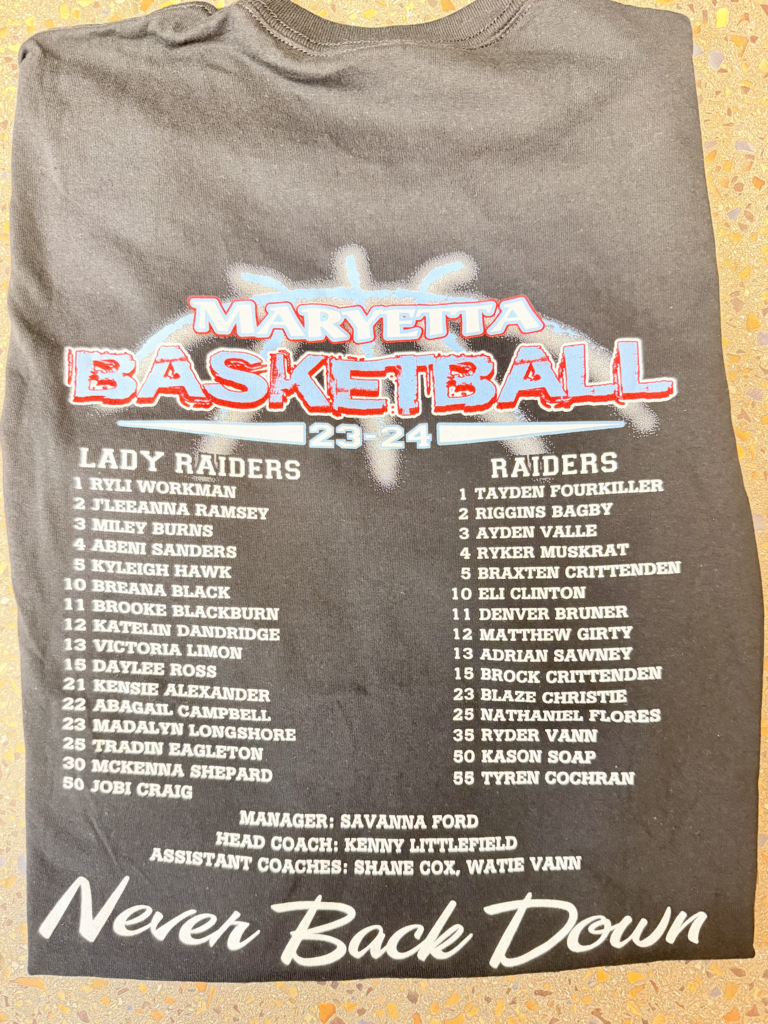 MARYETTA
BASKETBALL
23-24
LADY RAIDERS
1 RYLI WORKMAN
2 J'LEEANNA RAMSEY
3 MILEY BURNS
4 ABENI SANDERS
5 KYLEIGH HAWK
10 BREANA BLACK
11 BROOKE BLACKBURN
12 KATELIN DANDRIDGE
13 VICTORIA LIMON
15 DAYLEE ROSS
21 KENSIE ALEXANDER
22 ABAGAIL CAMPBELL
23 MADALYN LONGSHORE
25 TRADIN EAGLETON
30 MCKENNA SHEPARD
50 JOBI CRAIG
RAIDERS
1 TAYDEN FOURKILLER
2 RIGGINS BAGBY
3 AYDEN VALLE
4 RYKER MUSKRAT
5 BRAXTEN CRITTENDEN
10 ELI CLINTON
11 DENVER BRUNER
12 MATTHEW GIRTY
13 ADRIAN SAWNEY
15 BROCK CRITTENDEN
23 BLAZE CHRISTIE
25 NATHANIEL FLORES
35 RYDER VANN
50 KASON SOAP
55 TYREN COCHRAN
MANAGER: SAVANNA FORD
HEAD COACH: KENNY LITTLEFIELD
ASSISTANT COACHES: SHANE COX, WATIE VANN
Never Back Down